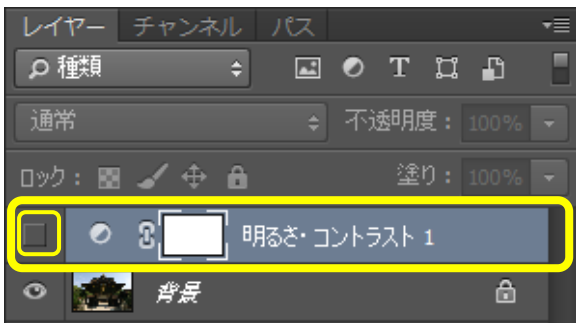 レイヤー チャンネル パス
種類 T
通常 不透明度: 100%
ロック: 塗り: 100%
明るさ・コントラスト 1
背景